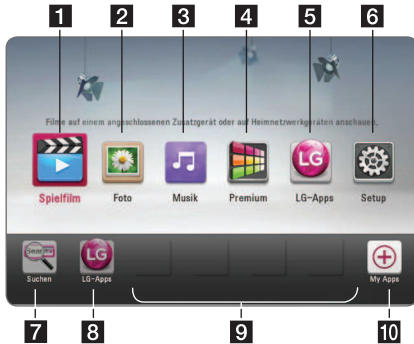 1 2 3 4 5 6
Filme auf einem angeschlossenen Zusatzgerät oder auf Heimnetzwerkgeräten anschauen.
LG
Spielfilm Foto Musik Premium LG-Apps Setup
Search LG
Suchen LG-Apps My Apps
7 8 9 10